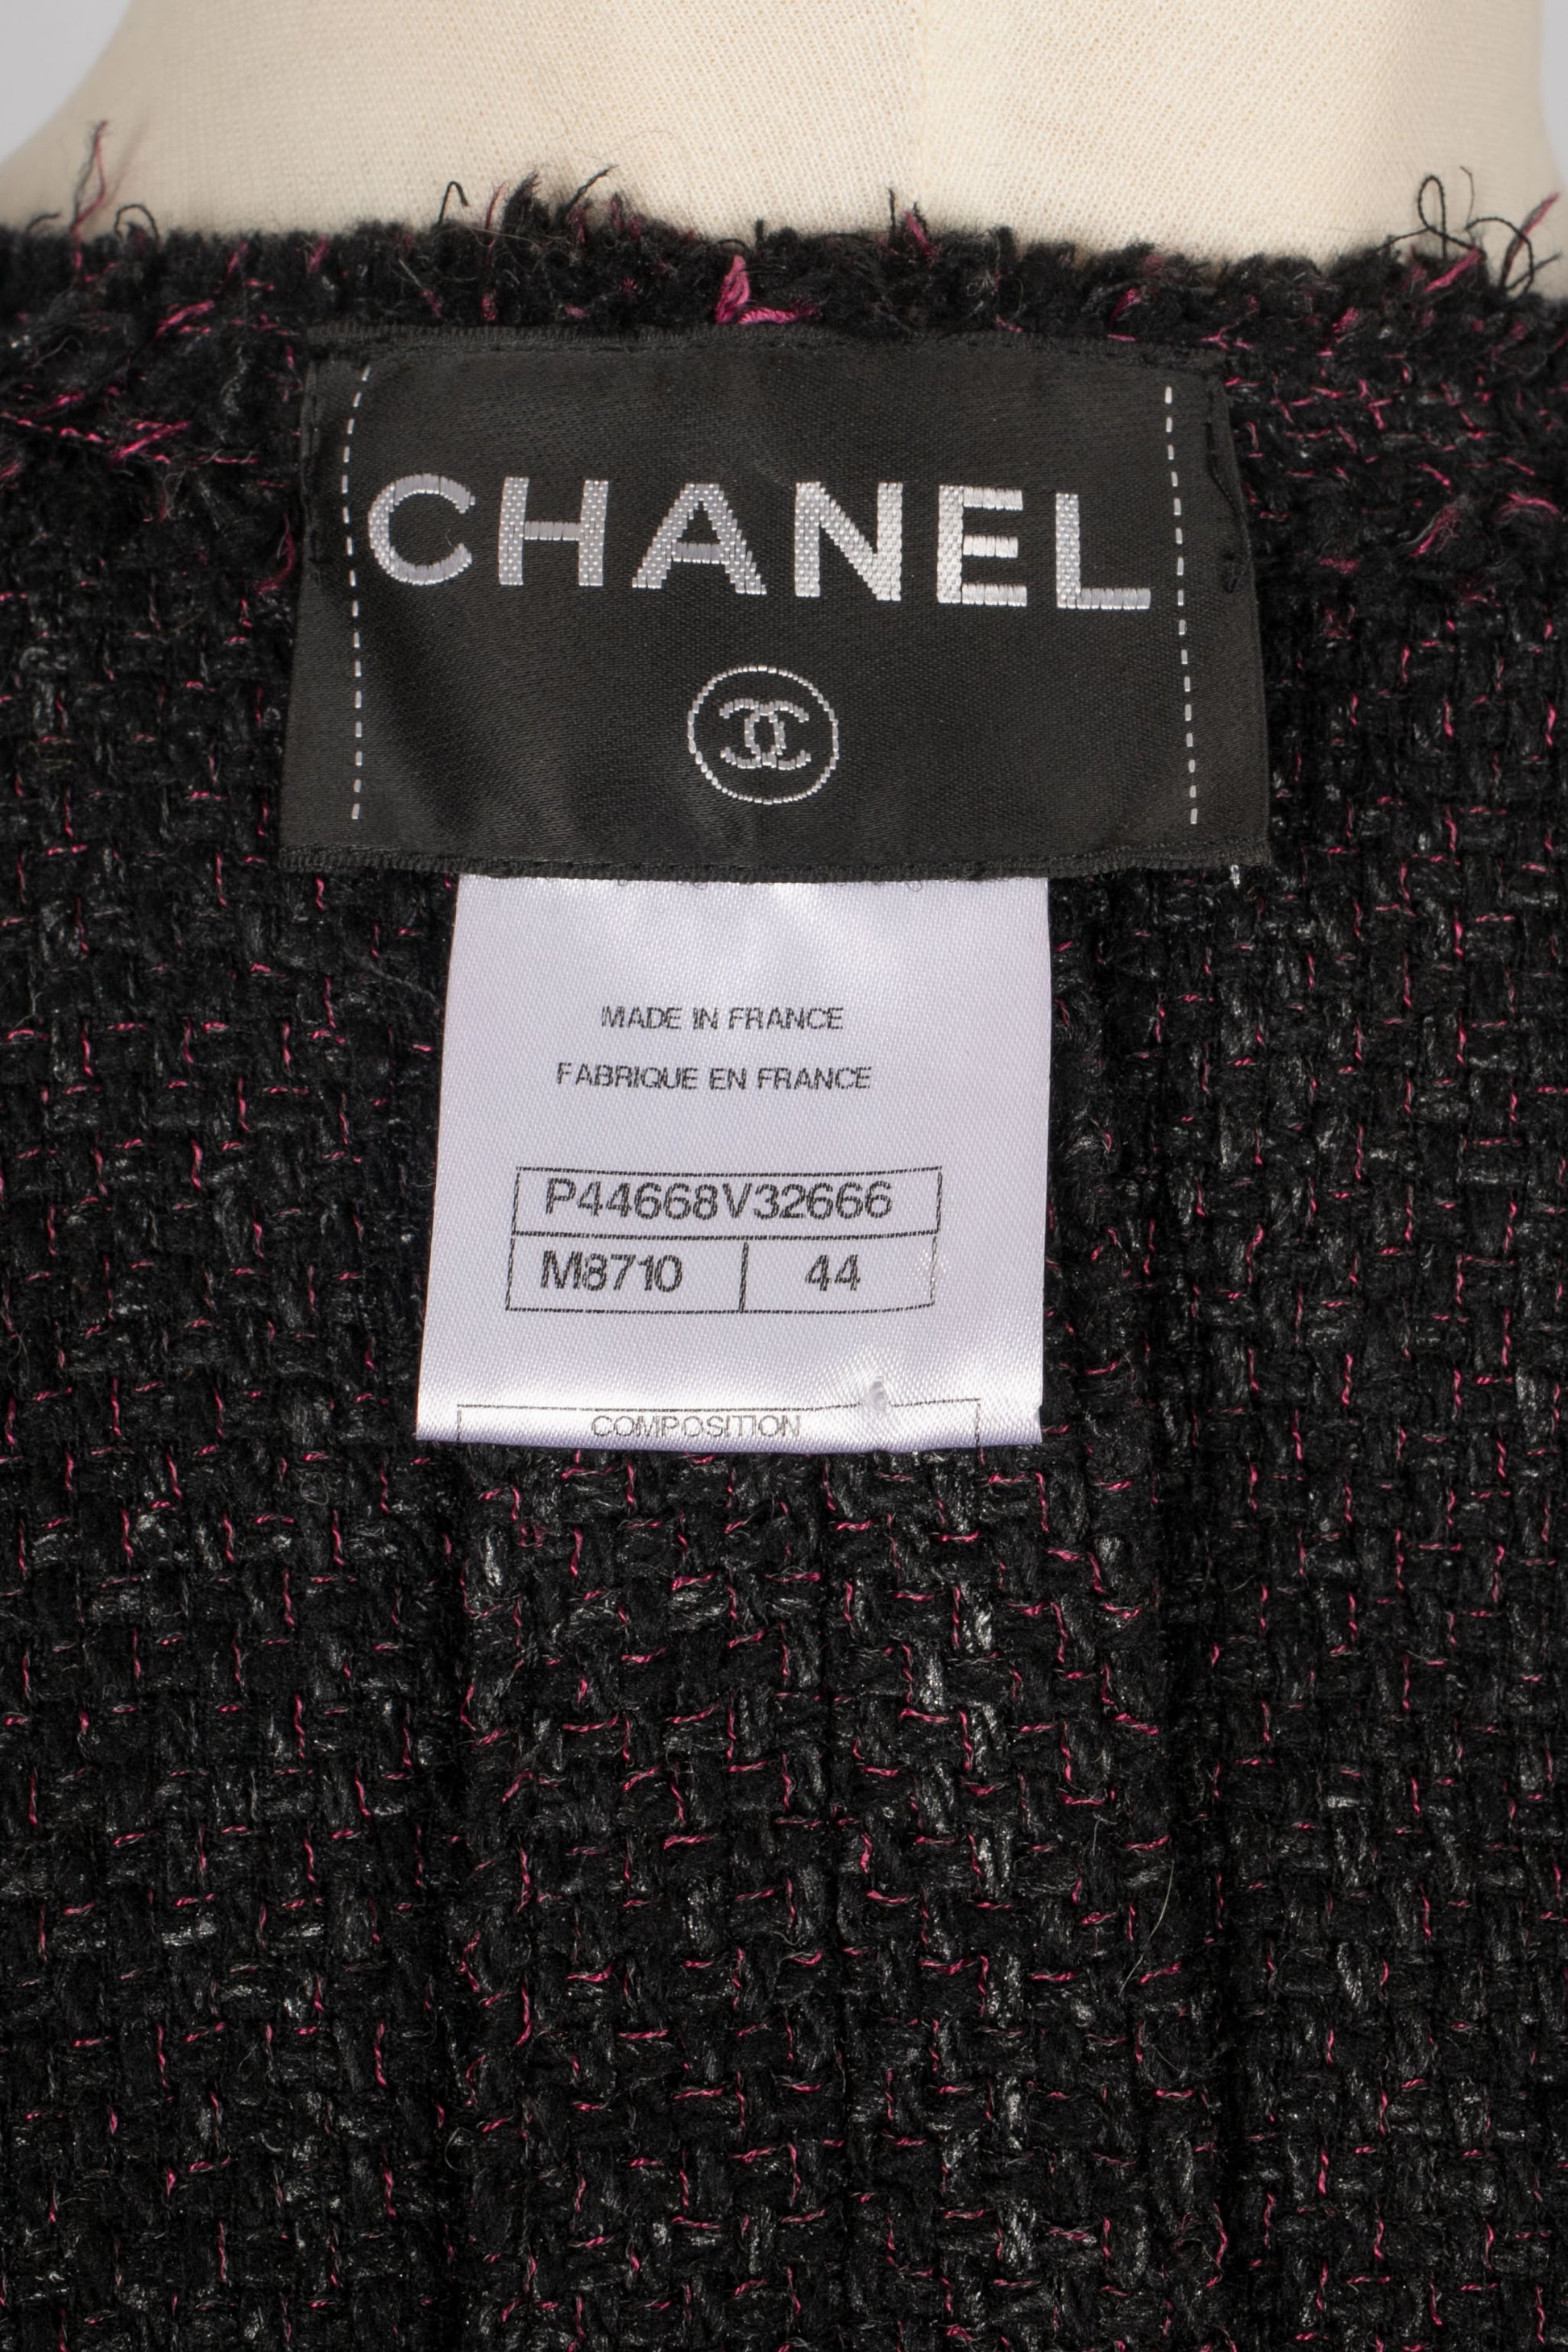 CHANEL
MADE IN FRANCE
FABRIQUE EN FRANCE
P44668V32666
M8710 44
COMPOSITION